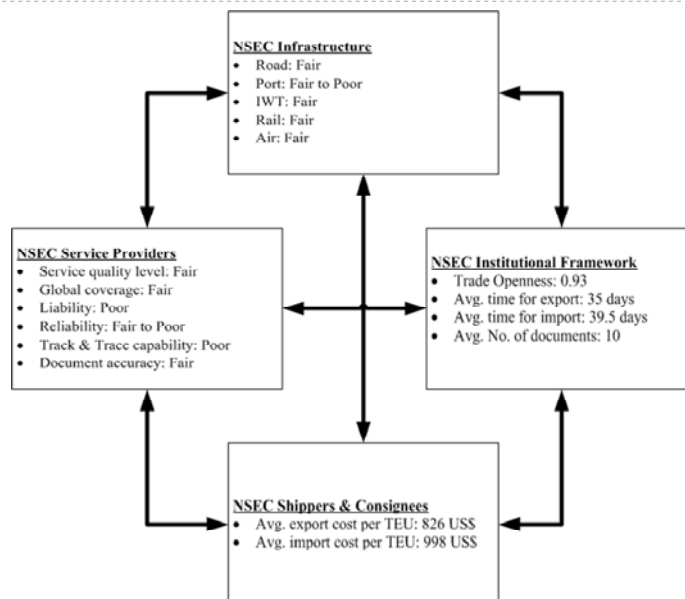 NSEC Infrastructure
• Road: Fair
• Port: Fair to Poor
• IWT: Fair
• Rail: Fair
• Air: Fair
NSEC Service Providers
• Service quality level: Fair
• Global coverage: Fair
• Liability: Poor
• Reliability: Fair to Poor
• Track & Trace capability: Poor
• Document accuracy: Fair
NSEC Institutional Framework
• Trade Openness: 0.93
• Avg. time for export: 35 days
• Avg. time for import: 39.5 days
• Avg. No. of documents: 10
NSEC Shippers & Consignees
• Avg. export cost per TEU: 826 US$
• Avg. import cost per TEU: 998 US$